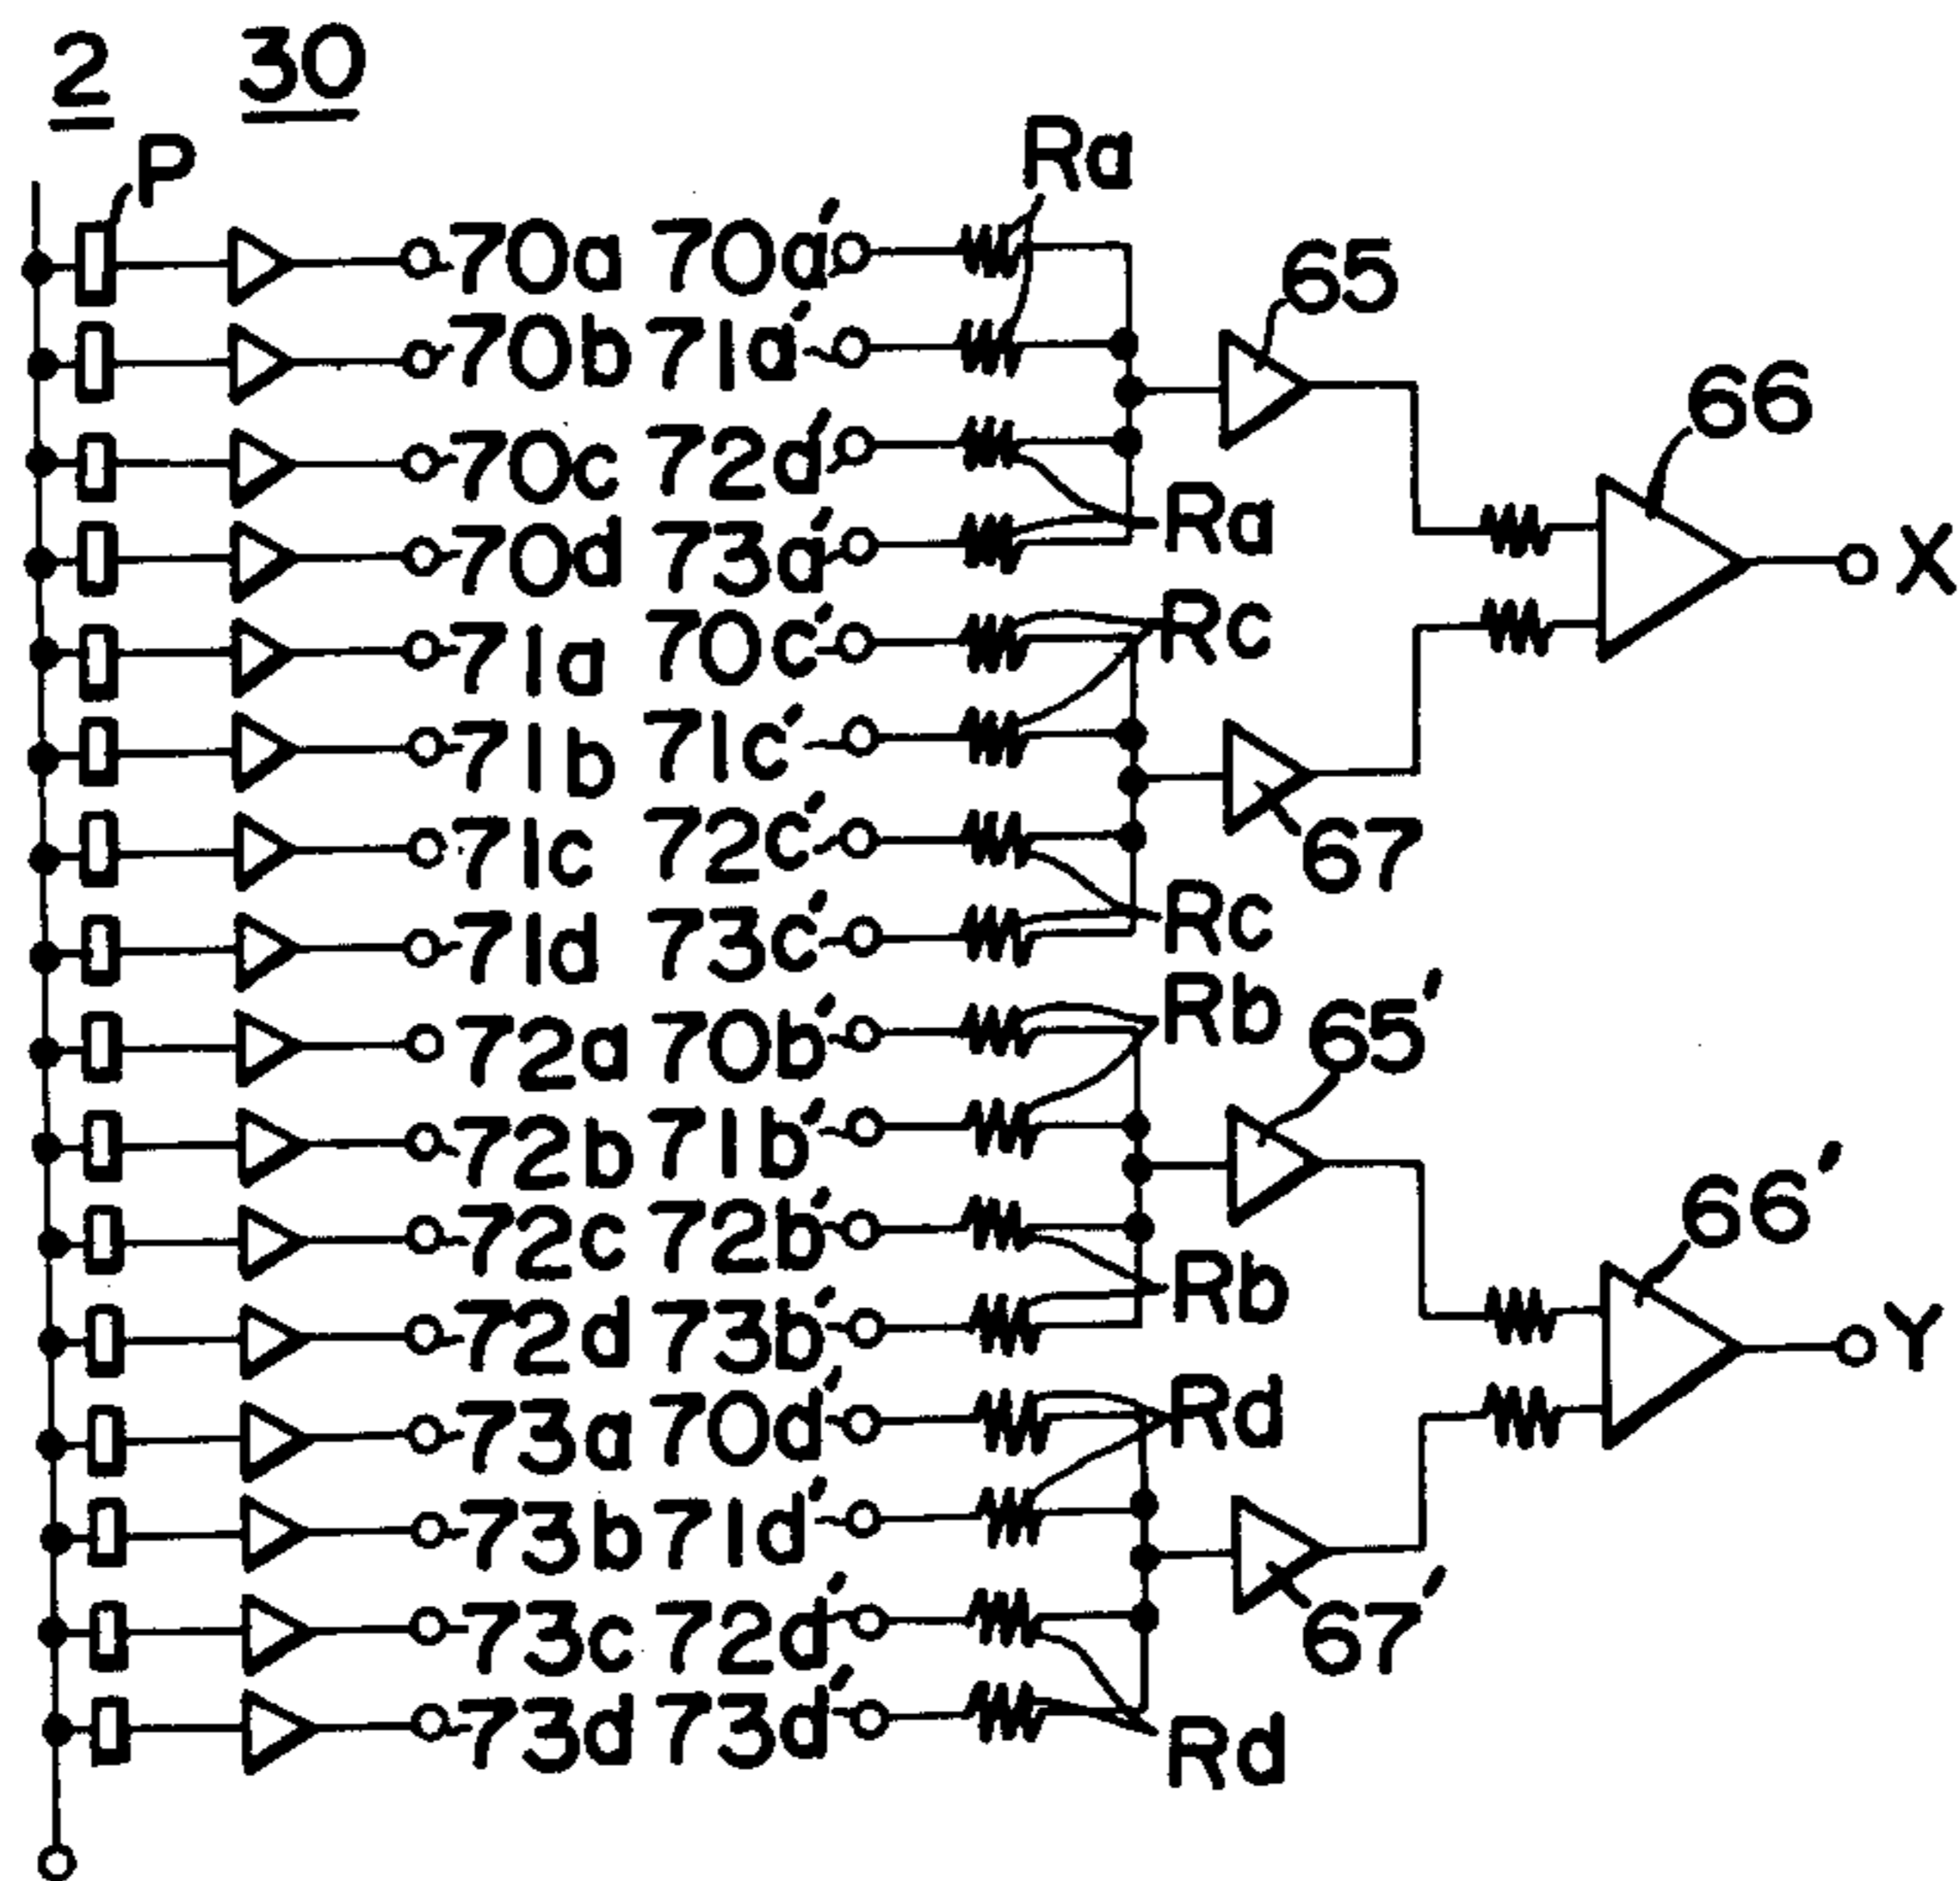 2 30
P Ra
70a 70a′
65
70b 71a′
66
70c 72d′
Ra
70d 73a′
X
Rc
71a 70c′
71b 71c′
71c 72c′
67
Rc
71d 73c′
Rb 65′
72a 70b′
72b 71b′
66′
72c 72b′
Rb
72d 73b′
Y
Rd
73a 70d′
73b 71d′
73c 72d′
67′
73d 73d′
Rd